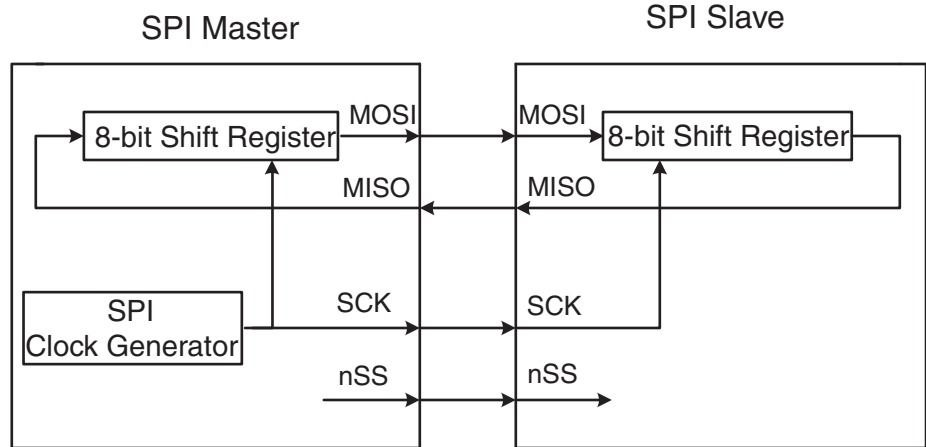 SPI Master
SPI Slave
8-bit Shift Register
MOSI
MOSI
8-bit Shift Register
MISO
MISO
SPI
Clock Generator
SCK
SCK
nSS
nSS